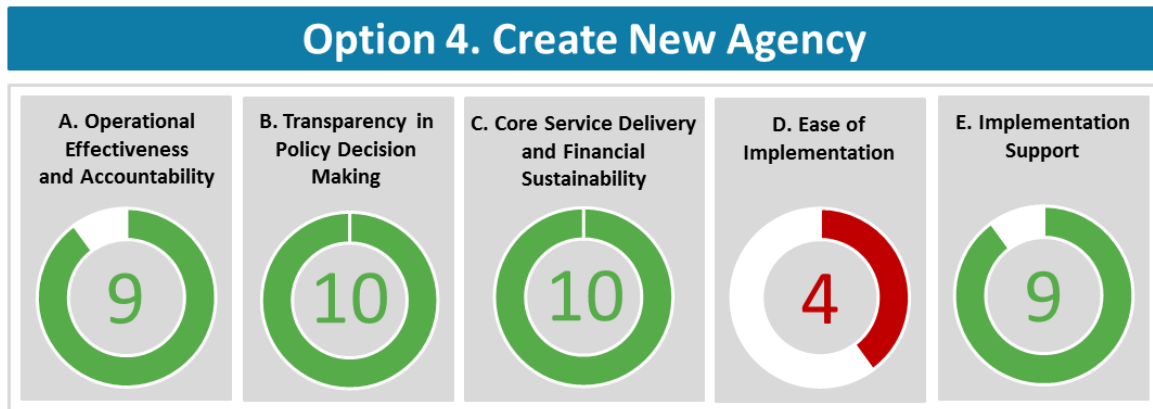 Option 4. Create New Agency
A. Operational
Effectiveness
and Accountability
9
B. Transparency in
Policy Decision
Making
10
C. Core Service Delivery
and Financial
Sustainability
10
D. Ease of
Implementation
4
E. Implementation
Support
9